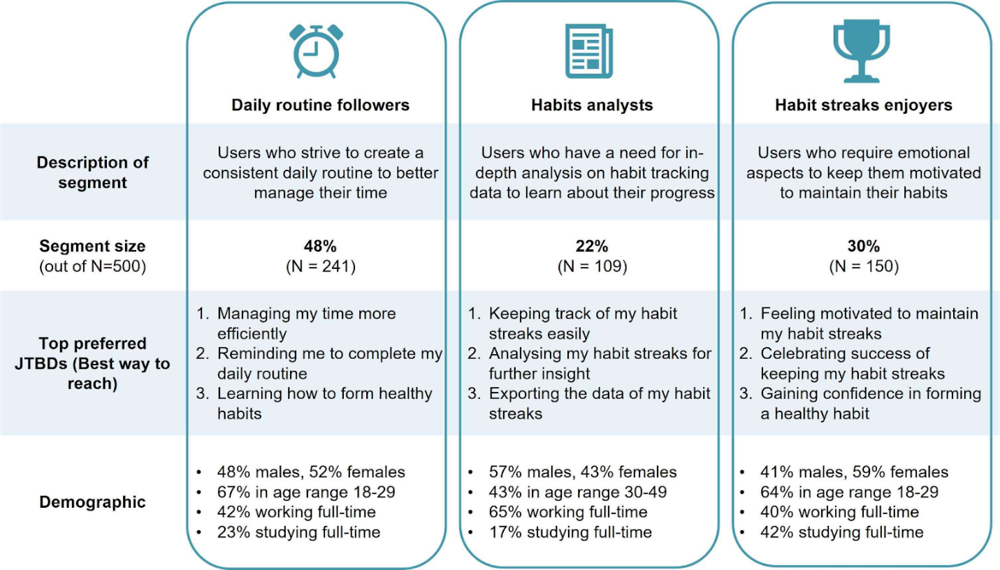 Daily routine followers
Habits analysts
Habit streaks enjoyers
Description of
segment
Users who strive to create a
consistent daily routine to better
manage their time
Users who have a need for in-
depth analysis on habit tracking
data to learn about their progress
Users who require emotional
aspects to keep them motivated
to maintain their habits
Segment size
(out of N=500)
48%
(N = 241)
22%
(N = 109)
30%
(N = 150)
Top preferred
JTBDs (Best way to
reach)
1. Managing my time more
efficiently
2. Reminding me to complete my
daily routine
3. Learning how to form healthy
habits
1. Keeping track of my habit
streaks easily
2. Analysing my habit streaks for
further insight
3. Exporting the data of my habit
streaks
1. Feeling motivated to maintain
my habit streaks
2. Celebrating success of
keeping my habit streaks
3. Gaining confidence in forming
a healthy habit
Demographic
• 48% males, 52% females
• 67% in age range 18-29
• 42% working full-time
• 23% studying full-time
• 57% males, 43% females
• 43% in age range 30-49
• 65% working full-time
• 17% studying full-time
• 41% males, 59% females
• 64% in age range 18-29
• 40% working full-time
• 42% studying full-time